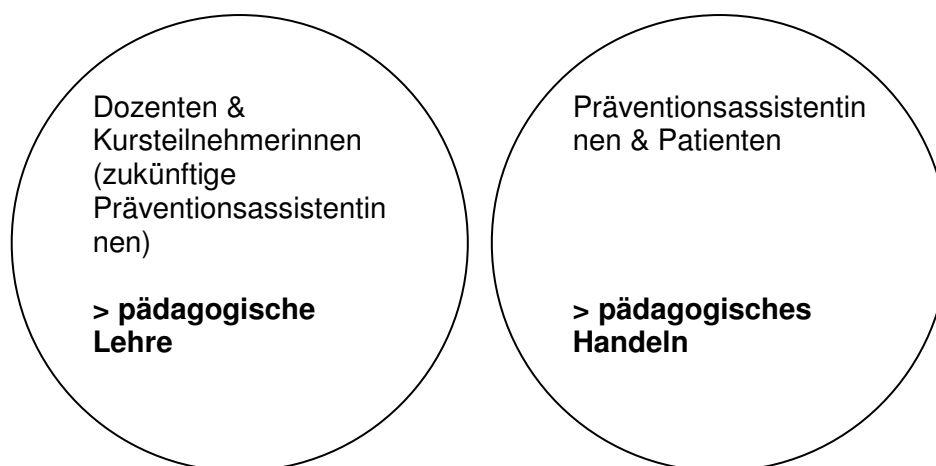 Dozenten &
Kursteilnehmerinnen
(zukünftige
Präventionsassistentin
nen)
> pädagogische
Lehre
Präventionsassistentin
nen & Patienten
> pädagogisches
Handeln